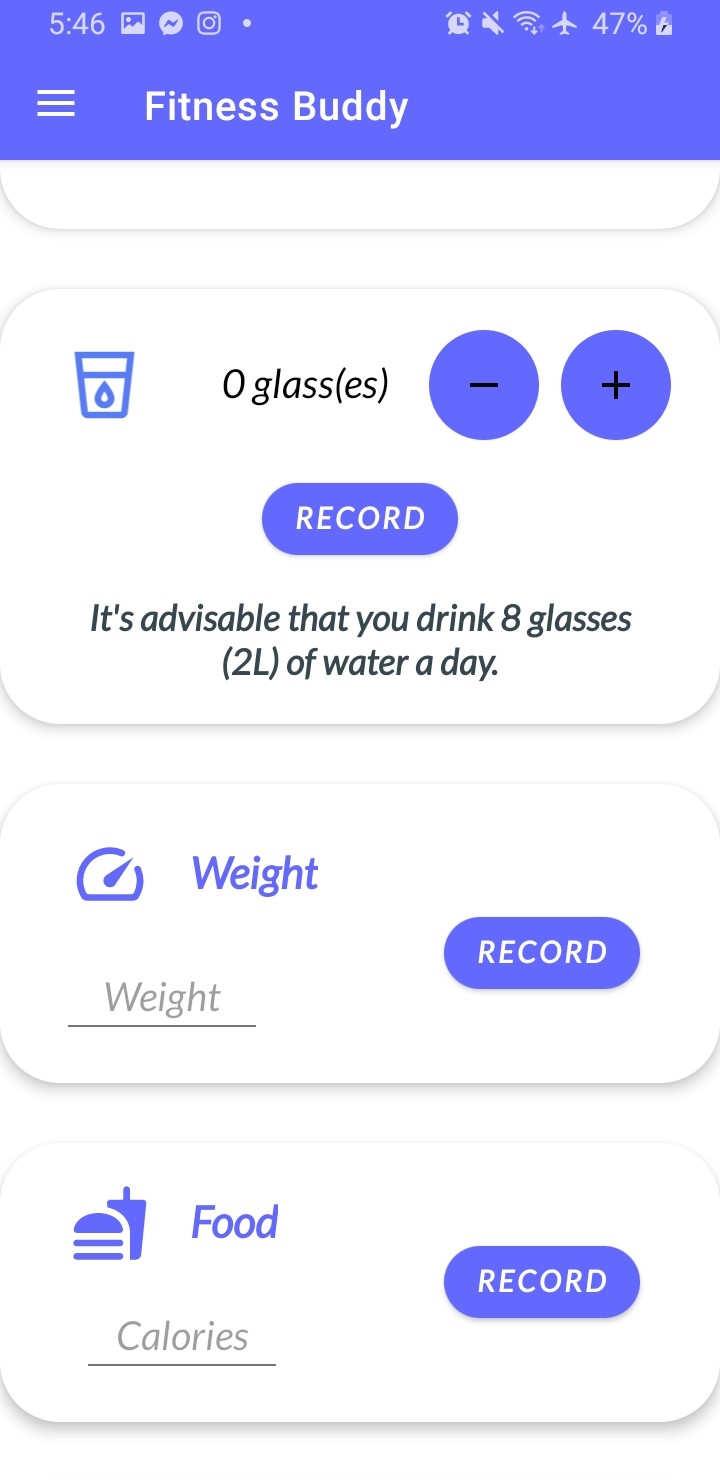 5:46 47%
Fitness Buddy
0 glass(es)
RECORD
It's advisable that you drink 8 glasses
(2L) of water a day.
Weight
RECORD
Weight
Food
RECORD
Calories